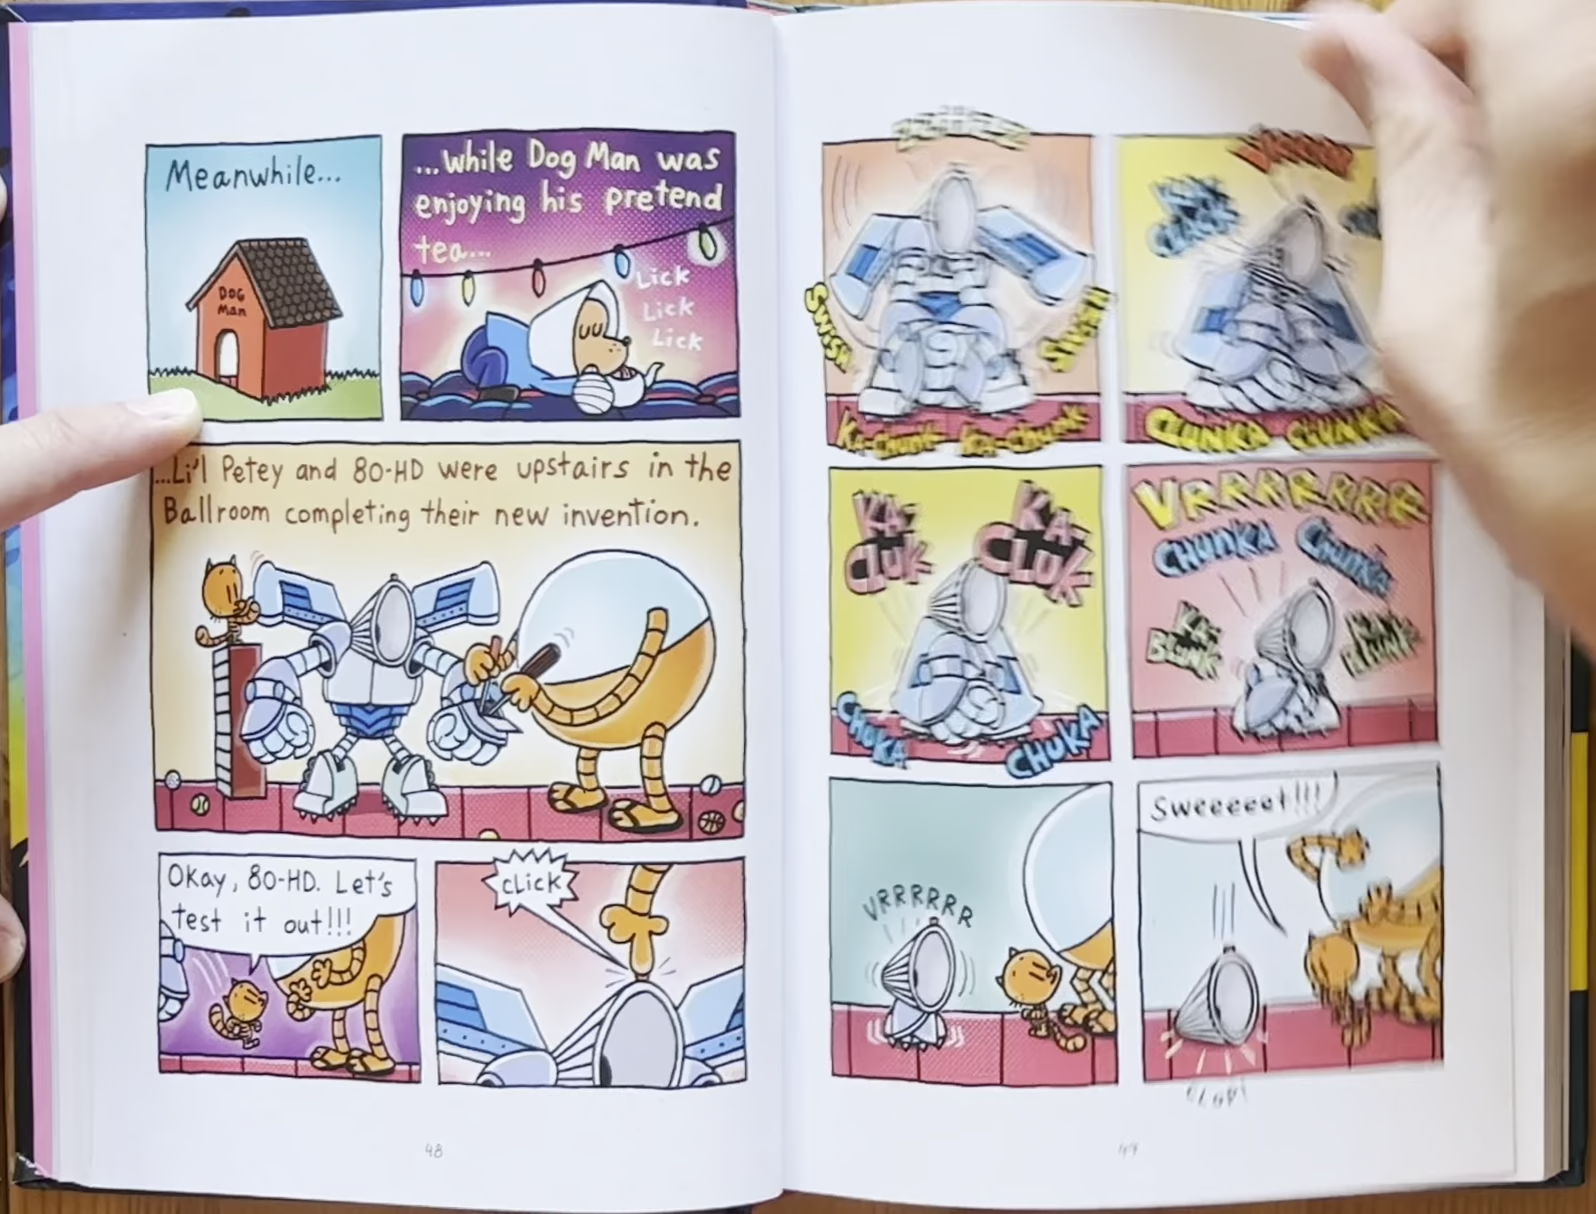 Meanwhile...
DOG
Man
...while Dog Man was
enjoying his pretend
tea...
Lick
Lick
Lick
...Li'l Petey and 80-HD were upstairs in the
Ballroom completing their new invention.
Okay, 80-HD. Let's
test it out!!!
CLICK
48
SWISH
KA-CHUNK KA-CHUNK
CLUNKA CLUNKA
KA-
CLUK
KA-
CLUK
CHUKA
CHUKA
VRRRRRRR
CHUNKA
CHUNKA
VRRRRRR
Sweeeeet!!!
49